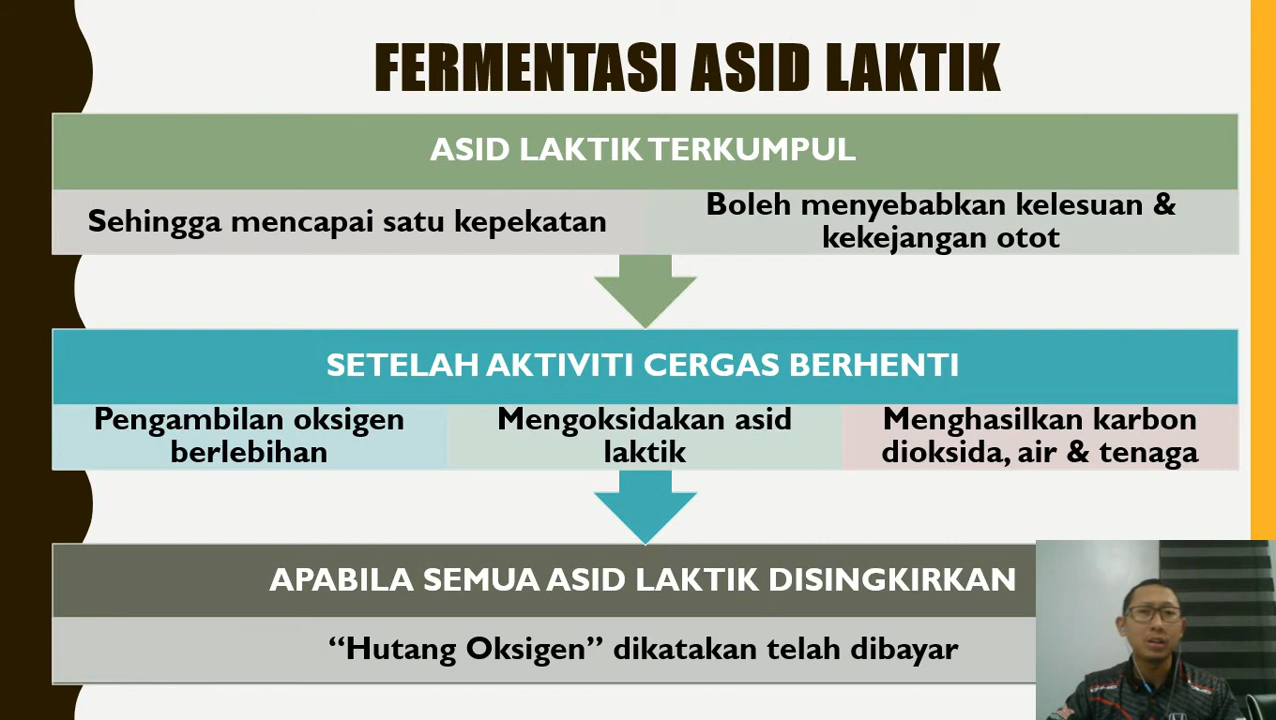 FERMENTASI ASID LAKTIK
ASID LAKTIK TERKUMPUL
Sehingga mencapai satu kepekatan
Boleh menyebabkan kelesuan &
kekejangan otot
SETELAH AKTIVITI CERGAS BERHENTI
Pengambilan oksigen
berlebihan
Mengoksidakan asid
laktik
Menghasilkan karbon
dioksida, air & tenaga
APABILA SEMUA ASID LAKTIK DISINGKIRKAN
“Hutang Oksigen” dikatakan telah dibayar